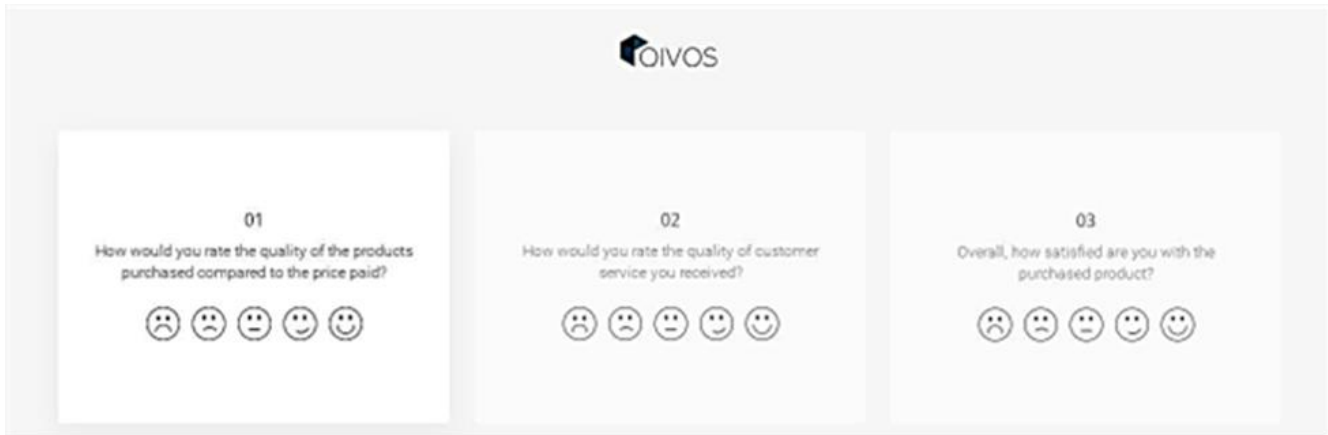 OIVOS
01
How would you rate the quality of the products
purchased compared to the price paid?
02
How would you rate the quality of customer
service you received?
03
Overall, how satisfied are you with the
purchased product?